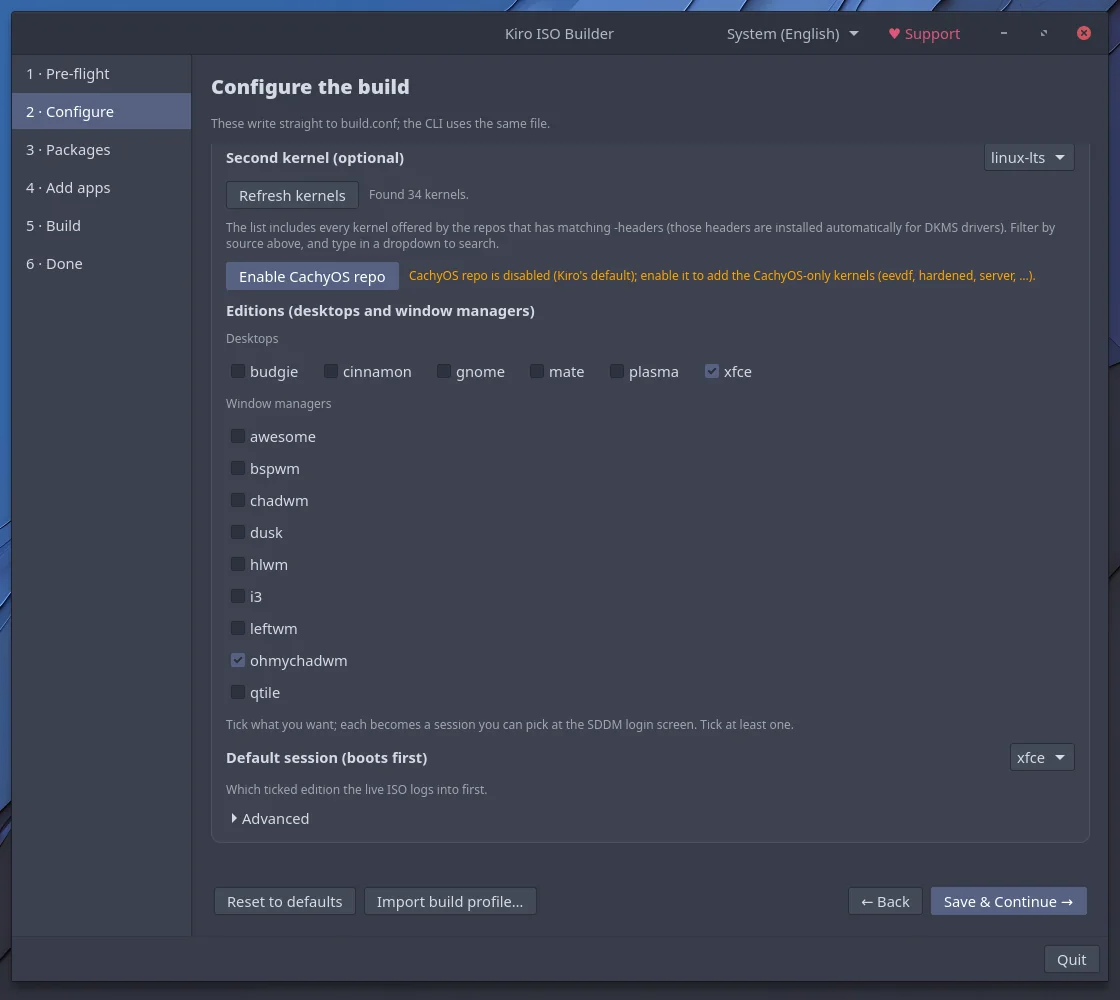 Kiro ISO Builder
System (English)
♥ Support
1 · Pre-flight
2 · Configure
3 · Packages
4 · Add apps
5 · Build
6 · Done
Configure the build
These write straight to build.conf; the CLI uses the same file.
Second kernel (optional)
linux-lts
Refresh kernels
Found 34 kernels.
The list includes every kernel offered by the repos that has matching -headers (those headers are installed automatically for DKMS drivers). Filter by
source above, and type in a dropdown to search.
Enable CachyOS repo
CachyOS repo is disabled (Kiro's default); enable it to add the CachyOS-only kernels (eevdf, hardened, server, …).
Editions (desktops and window managers)
Desktops
budgie
cinnamon
gnome
mate
plasma
xfce
Window managers
awesome
bspwm
chadwm
dusk
hlwm
i3
leftwm
ohmychadwm
qtile
Tick what you want; each becomes a session you can pick at the SDDM login screen. Tick at least one.
Default session (boots first)
xfce
Which ticked edition the live ISO logs into first.
Advanced
Reset to defaults
Import build profile…
← Back
Save & Continue →
Quit